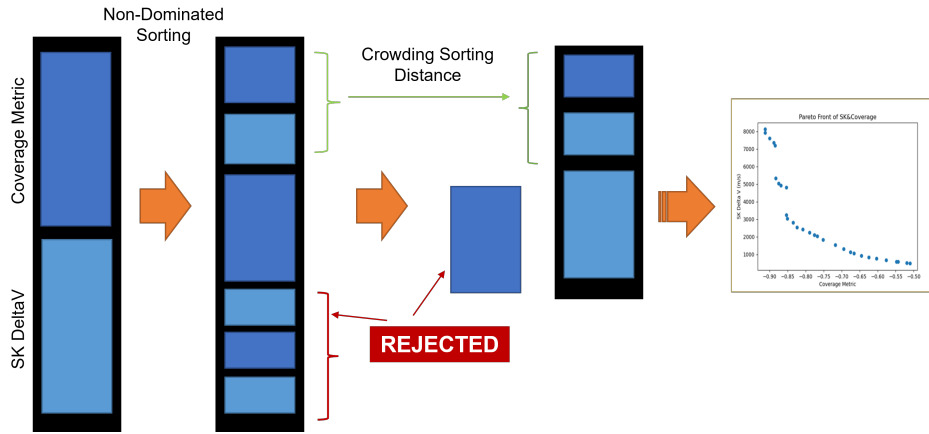 Non-Dominated
Sorting
Coverage Metric
SK DeltaV
Crowding Sorting
Distance
REJECTED
Pareto Front of SK&Coverage
SK Delta V (m/s)
8000
7000
6000
5000
4000
3000
2000
1000
−0.90
−0.85
−0.80
−0.75
−0.70
−0.65
−0.60
−0.55
−0.50
Coverage Metric